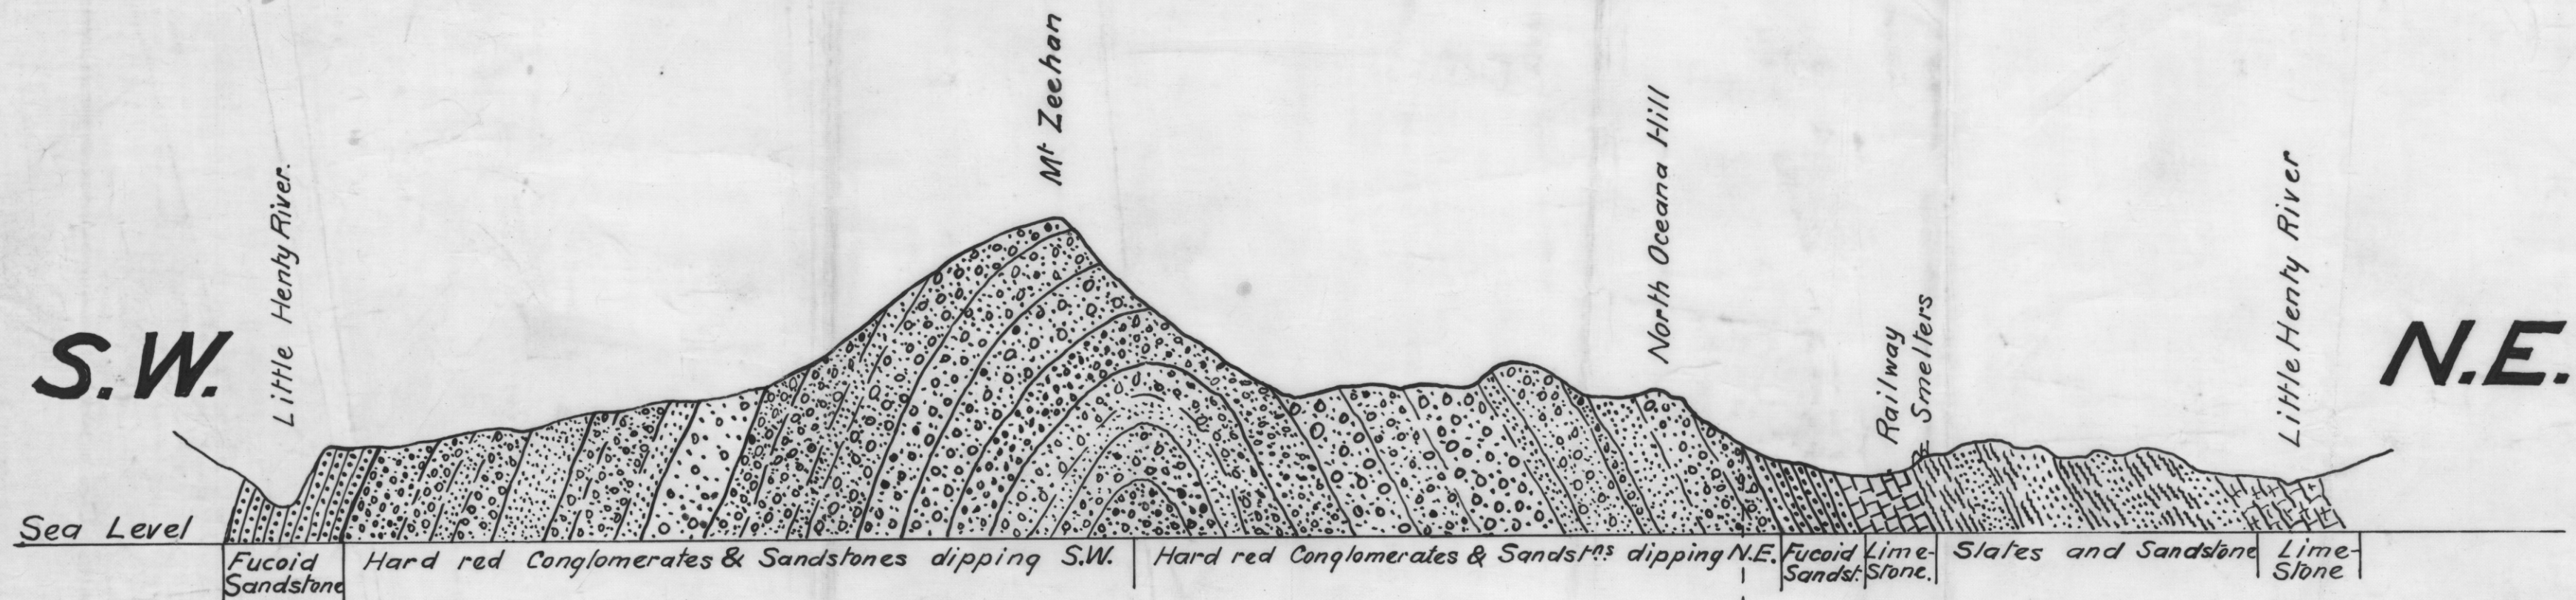 Mt Zeehan
North Oceana Hill
Little Henty River.
Little Henty River
Railway
& Smelters
S.W.
N.E.
Sea Level
Fucoid
Sandstone
Hard red Conglomerates & Sandstones dipping S.W.
Hard red Conglomerates & Sandstns dipping N.E.
Fucoid
Sandst.
Lime-
Stone.
Slates and Sandstone
Lime-
Stone